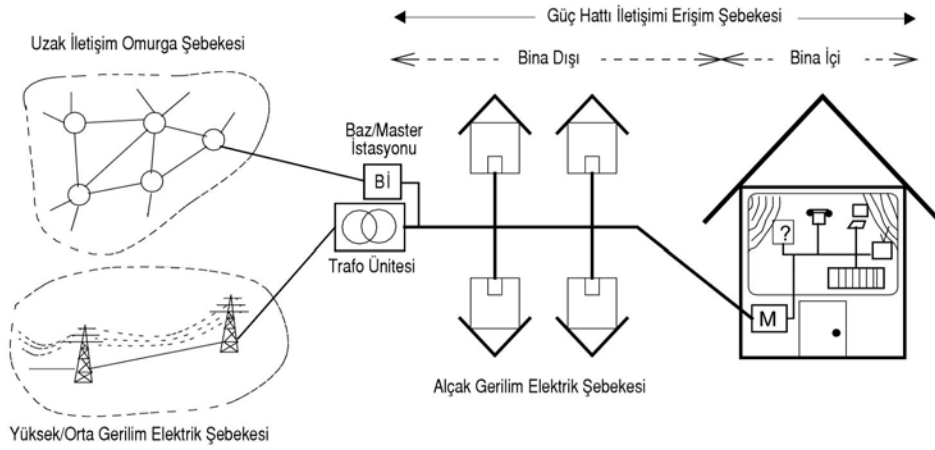 Güç Hattı İletişimi Erişim Şebekesi
Uzak İletişim Omurga Şebekesi
Bina Dışı
Bina İçi
Baz/Master
İstasyonu
Bİ
Trafo Ünitesi
?
M
Alçak Gerilim Elektrik Şebekesi
Yüksek/Orta Gerilim Elektrik Şebekesi